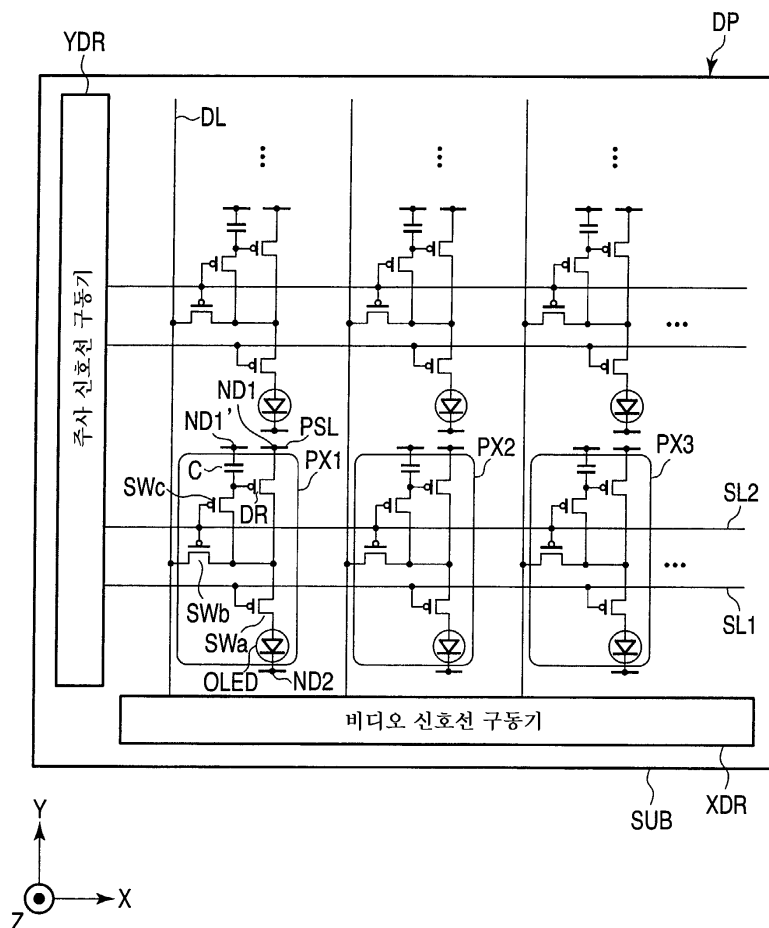 DP
YDR
DL
주사 신호선 구동기
ND1
ND1'
PSL
C
PX1
PX2
PX3
SWc
DR
SL2
SWb
SL1
SWa
OLED
ND2
비디오 신호선 구동기
XDR
SUB
Y
X
Z